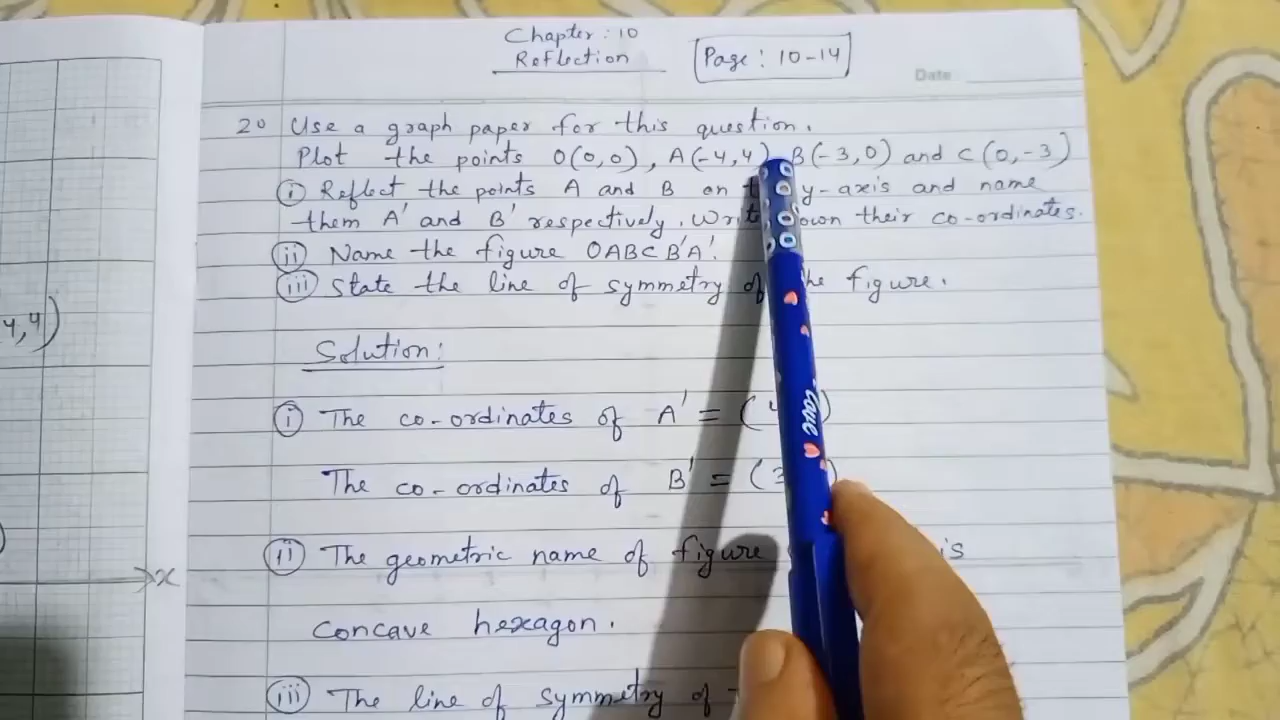 Chapter: 10
Reflection
Page: 10-14
Date
20 Use a graph paper for this question.
Plot the points O(0,0), A(-4,4) B(-3,0) and C(0,-3)
(i) Reflect the points A and B on y-axis and name
them A' and B' respectively. Their co-ordinates.
(ii) Name the figure OABCB'A'.
(iii) State the line of symmetry of figure.
4,4)
Solution:
(i) The co-ordinates of A' = (
The co-ordinates of B' = (3
(ii) The geometric name of figure is
x
concave hexagon.
(iii) The line of symmetry of
love